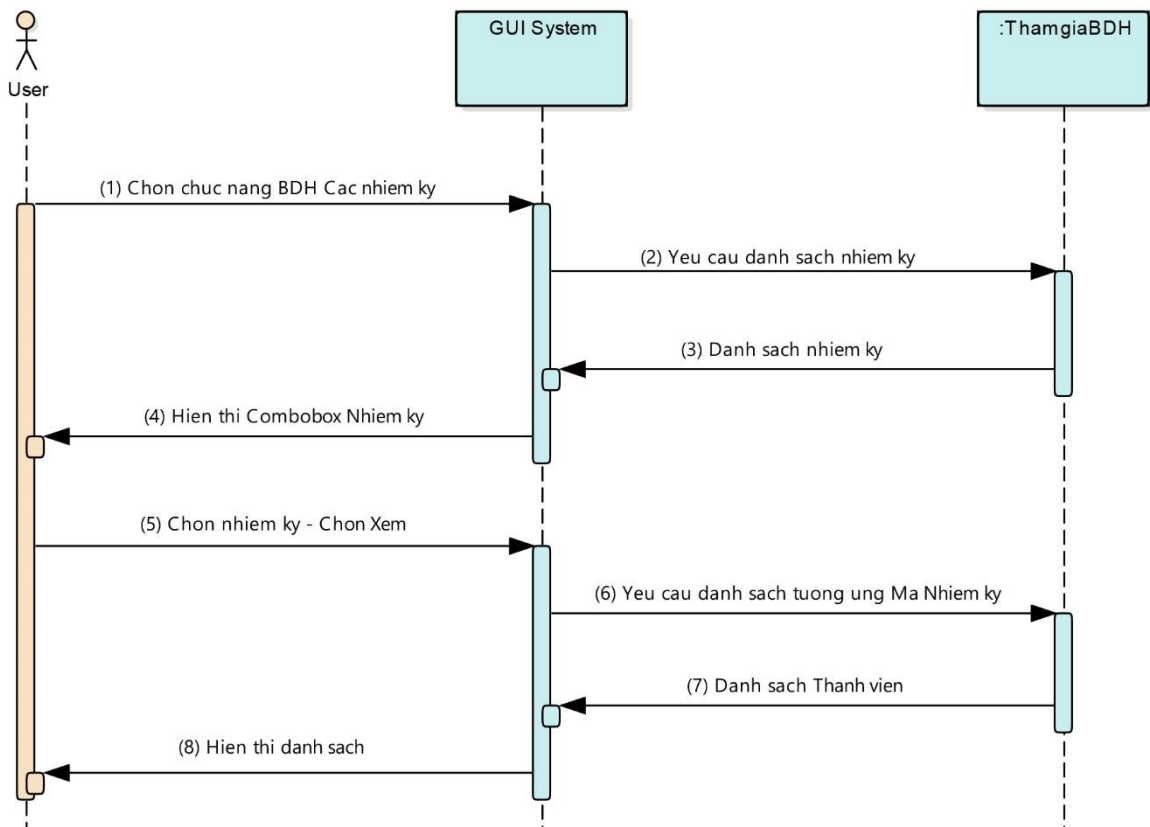 GUI System
:ThamgiaBDH
User
(1) Chon chuc nang BDH Cac nhiem ky
(2) Yeu cau danh sach nhiem ky
(3) Danh sach nhiem ky
(4) Hien thi Combobox Nhiem ky
(5) Chon nhiem ky - Chon Xem
(6) Yeu cau danh sach tuong ung Ma Nhiem ky
(7) Danh sach Thanh vien
(8) Hien thi danh sach